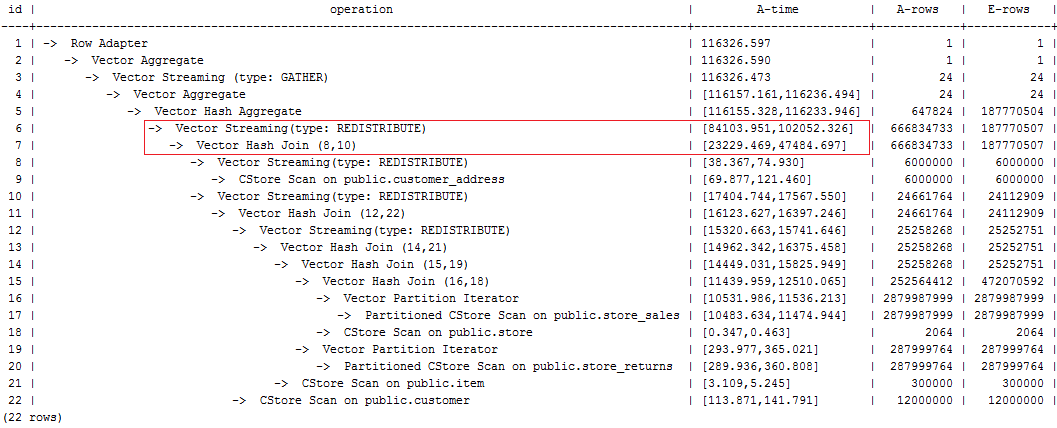 id | operation | A-time | A-rows | E-rows |
----+----------------------------------------------------------------------------------------------+--------------------------+------------+------------+
1 | -> Row Adapter | 116326.597 | 1 | 1 |
2 | -> Vector Aggregate | 116326.590 | 1 | 1 |
3 | -> Vector Streaming (type: GATHER) | 116326.473 | 24 | 24 |
4 | -> Vector Aggregate | [116157.161,116236.494] | 24 | 24 |
5 | -> Vector Hash Aggregate | [116155.328,116233.946] | 647824 | 187770504 |
6 | -> Vector Streaming(type: REDISTRIBUTE) | [84103.951,102052.326] | 666834733 | 187770507 |
7 | -> Vector Hash Join (8,10) | [23229.469,47484.697] | 666834733 | 187770507 |
8 | -> Vector Streaming(type: REDISTRIBUTE) | [38.367,74.930] | 6000000 | 6000000 |
9 | -> CStore Scan on public.customer_address | [69.877,121.460] | 6000000 | 6000000 |
10 | -> Vector Streaming(type: REDISTRIBUTE) | [17404.744,17567.550] | 24661764 | 24112909 |
11 | -> Vector Hash Join (12,22) | [16123.627,16397.246] | 24661764 | 24112909 |
12 | -> Vector Streaming(type: REDISTRIBUTE) | [15320.663,15741.646] | 25258268 | 25252751 |
13 | -> Vector Hash Join (14,21) | [14962.342,16375.458] | 25258268 | 25252751 |
14 | -> Vector Hash Join (15,19) | [14449.031,15825.949] | 25258268 | 25252751 |
15 | -> Vector Hash Join (16,18) | [11439.959,12510.065] | 252564412 | 472070592 |
16 | -> Vector Partition Iterator | [10531.986,11536.213] | 2879987999 | 2879987999 |
17 | -> Partitioned CStore Scan on public.store_sales | [10483.634,11474.944] | 2879987999 | 2879987999 |
18 | -> CStore Scan on public.store | [0.347,0.463] | 2064 | 2064 |
19 | -> Vector Partition Iterator | [293.977,365.021] | 287999764 | 287999764 |
20 | -> Partitioned CStore Scan on public.store_returns | [289.936,360.808] | 287999764 | 287999764 |
21 | -> CStore Scan on public.item | [3.109,5.245] | 300000 | 300000 |
22 | -> CStore Scan on public.customer | [113.871,141.791] | 12000000 | 12000000 |
(22 rows)